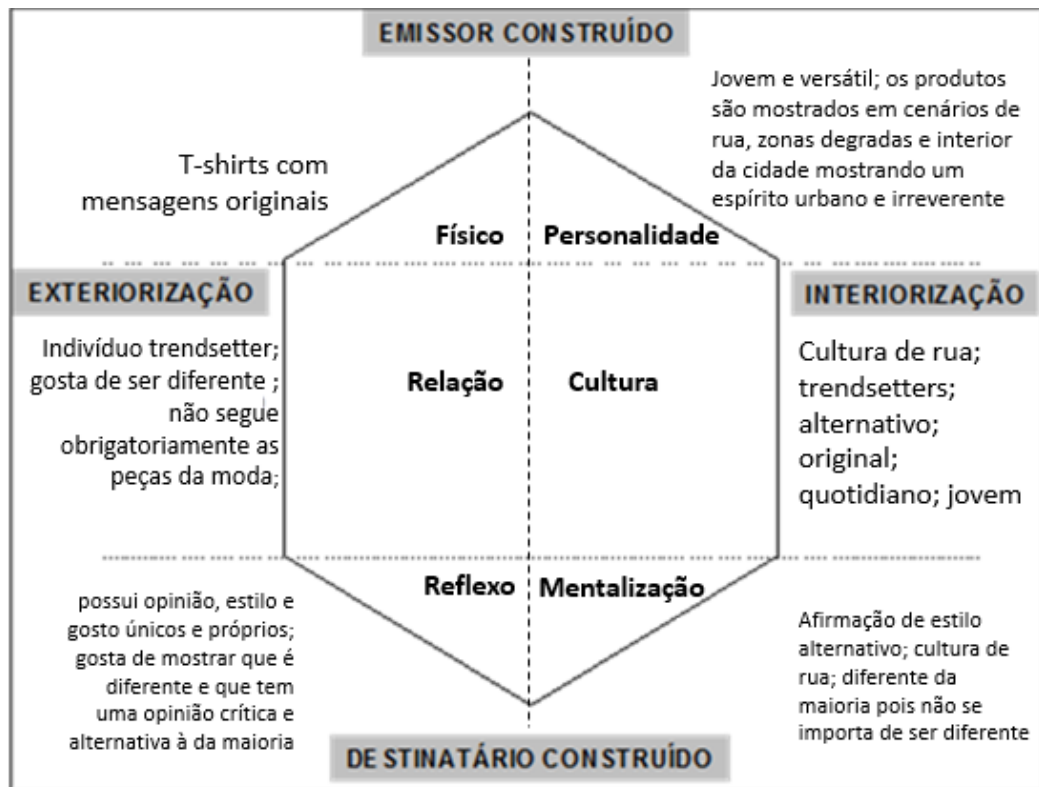 EMISSOR CONSTRUÍDO
T-shirts com
mensagens originais
Jovem e versátil; os produtos
são mostrados em cenários de
rua, zonas degradas e interior
da cidade mostrando um
espírito urbano e irreverente
Físico
Personalidade
EXTERIORIZAÇÃO
INTERIORIZAÇÃO
Indivíduo trendsetter;
gosta de ser diferente ;
não segue
obrigatoriamente as
peças da moda;
Relação
Cultura
Cultura de rua;
trendsetters;
alternativo;
original;
quotidiano; jovem
Reflexo
Mentalização
possui opinião, estilo e
gosto únicos e próprios;
gosta de mostrar que é
diferente e que tem
uma opinião crítica e
alternativa à da maioria
Afirmação de estilo
alternativo; cultura de
rua; diferente da
maioria pois não se
importa de ser diferente
DE STINATÁRIO CONSTRUÍDO